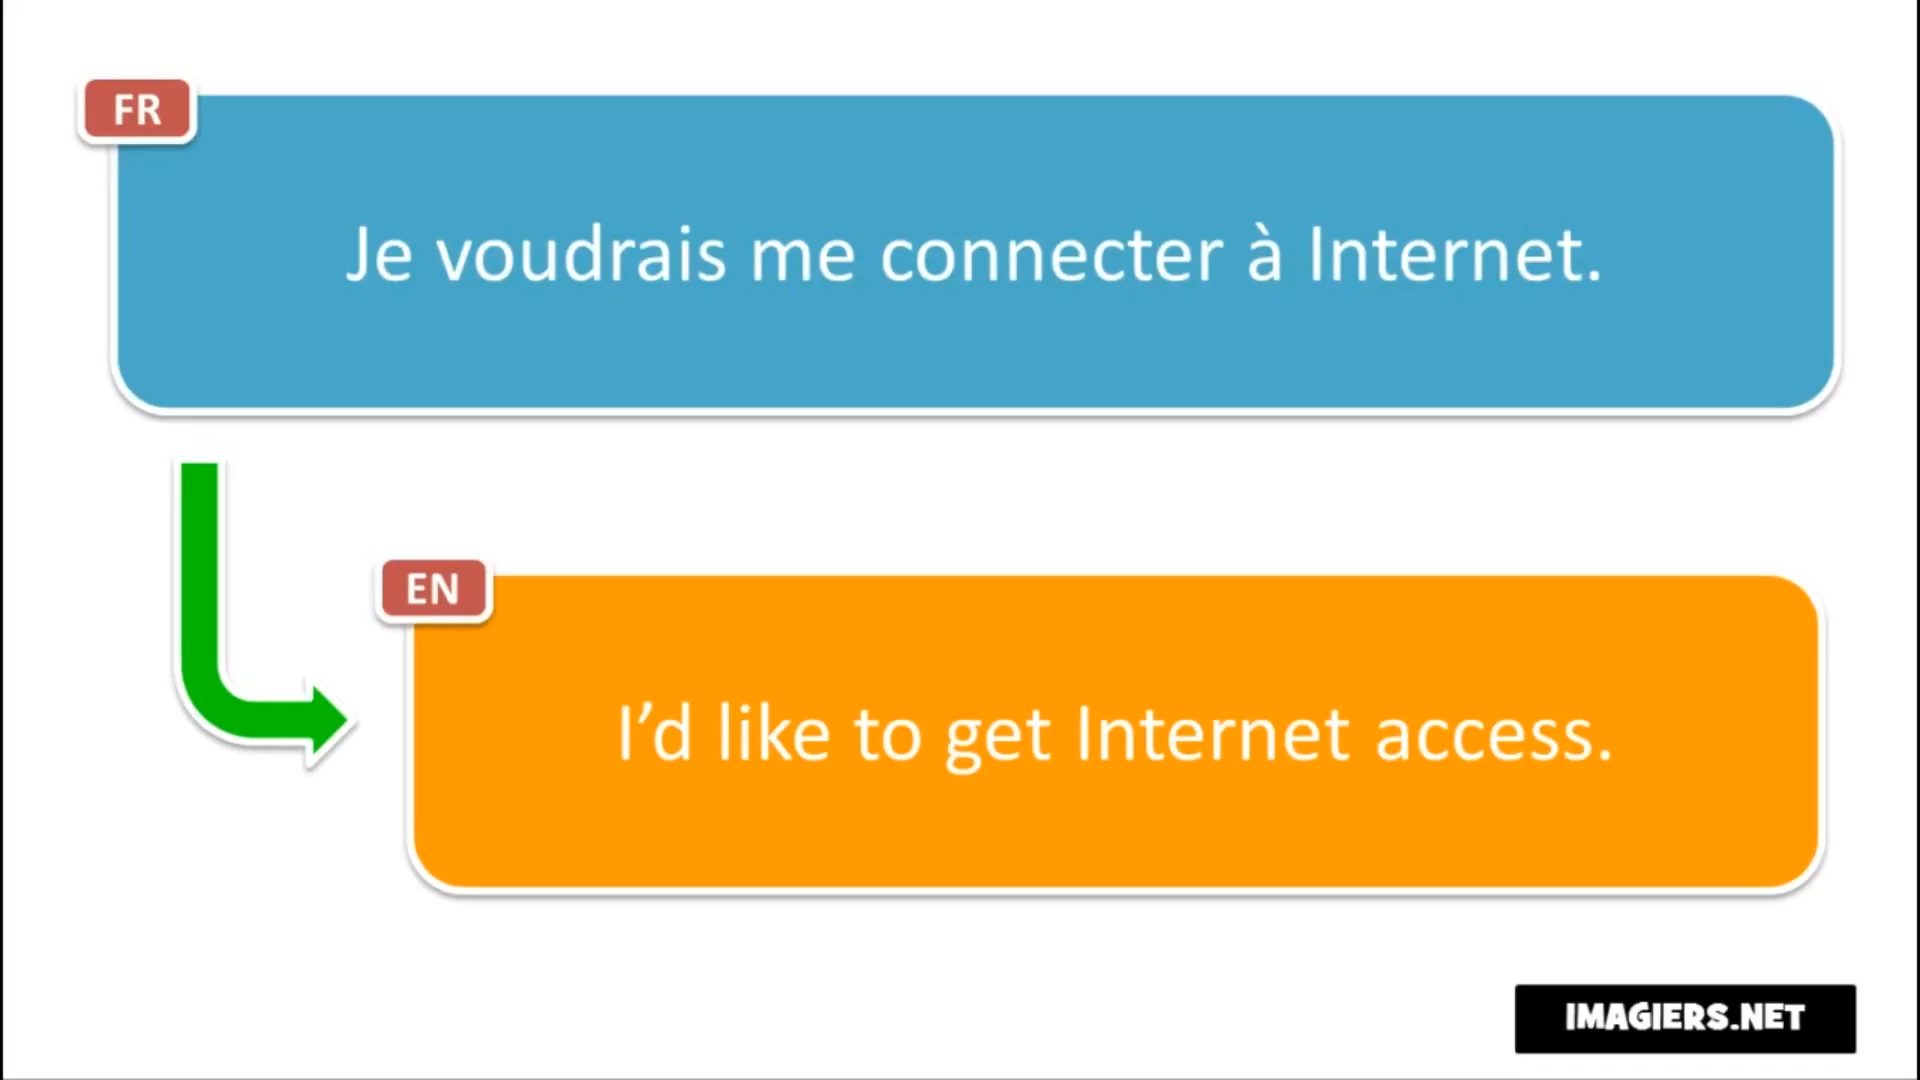 FR
Je voudrais me connecter à Internet.
EN
I’d like to get Internet access.
IMAGIERS.NET